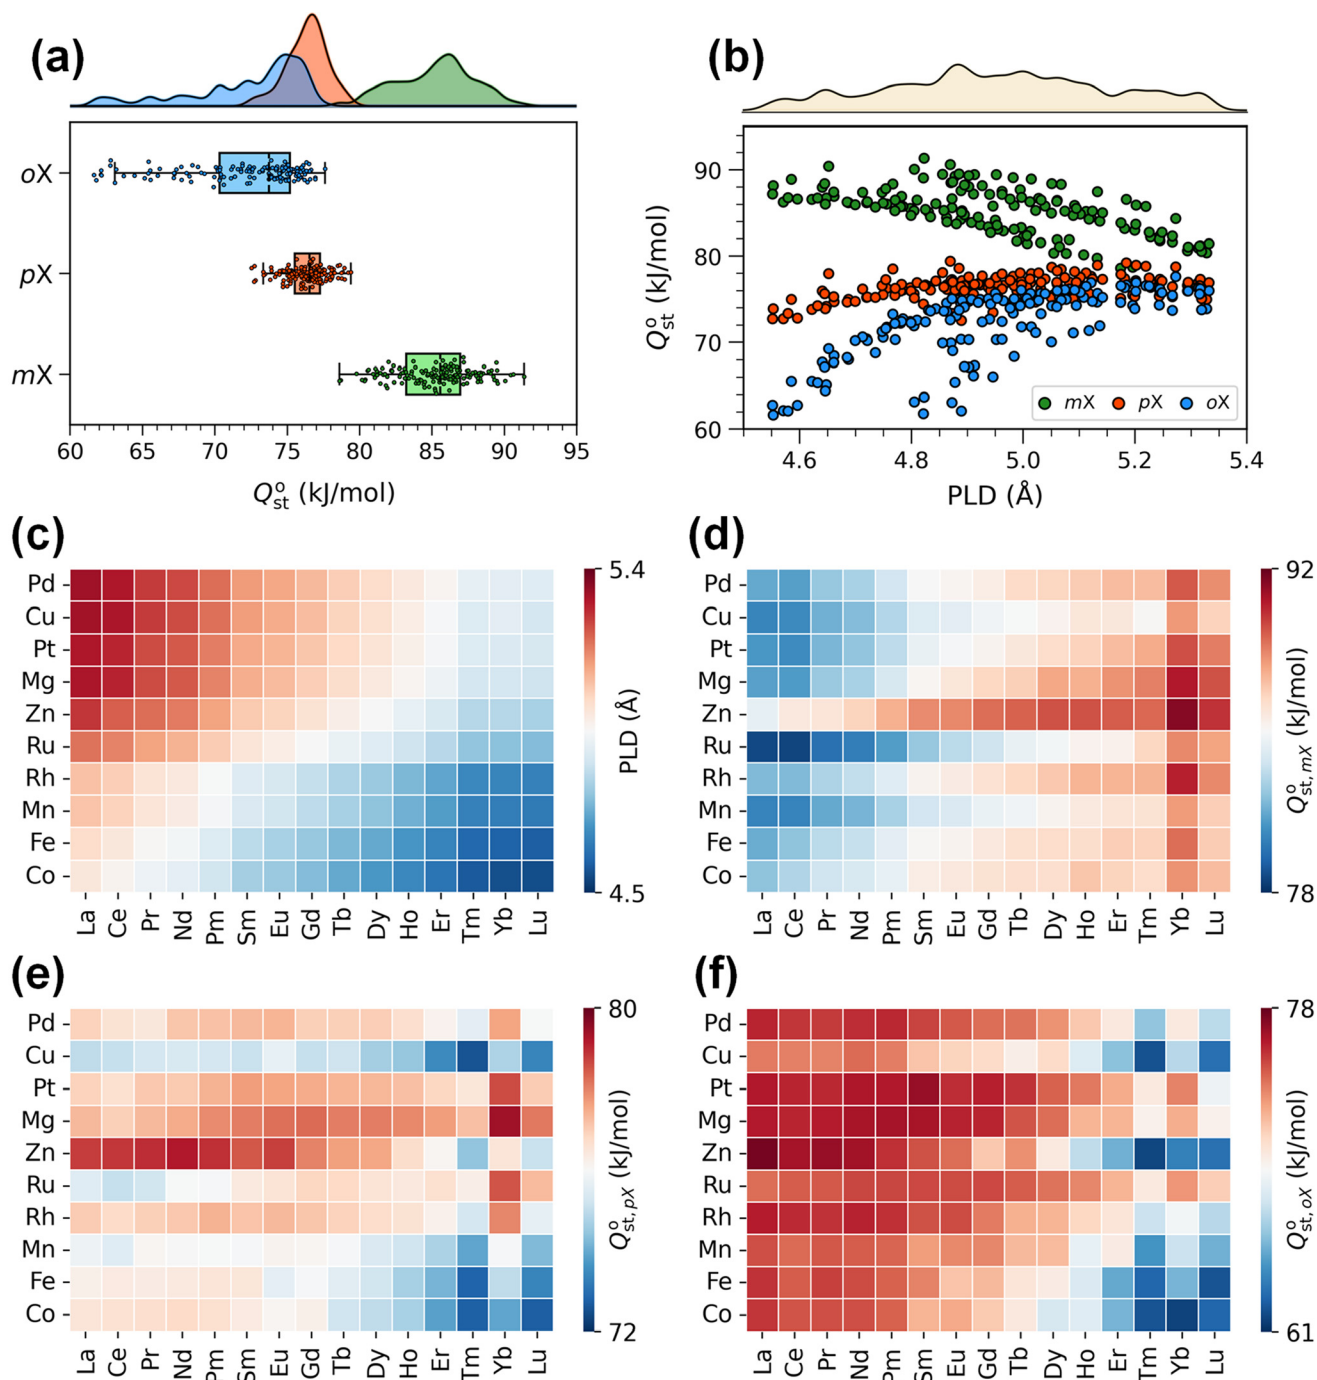 (a)
oX
pX
mX
60 65 70 75 80 85 90 95
Q°st (kJ/mol)
(b)
90
80
70
60
Q°st (kJ/mol)
mX pX oX
4.6 4.8 5.0 5.2 5.4
PLD (Å)
(c)
Pd
Cu
Pt
Mg
Zn
Ru
Rh
Mn
Fe
Co
La Ce Pr Nd Pm Sm Eu Gd Tb Dy Ho Er Tm Yb Lu
5.4
PLD (Å)
4.5
(d)
Pd
Cu
Pt
Mg
Zn
Ru
Rh
Mn
Fe
Co
La Ce Pr Nd Pm Sm Eu Gd Tb Dy Ho Er Tm Yb Lu
92
Q°st, mX (kJ/mol)
78
(e)
Pd
Cu
Pt
Mg
Zn
Ru
Rh
Mn
Fe
Co
La Ce Pr Nd Pm Sm Eu Gd Tb Dy Ho Er Tm Yb Lu
80
Q°st, pX (kJ/mol)
72
(f)
Pd
Cu
Pt
Mg
Zn
Ru
Rh
Mn
Fe
Co
La Ce Pr Nd Pm Sm Eu Gd Tb Dy Ho Er Tm Yb Lu
78
Q°st, oX (kJ/mol)
61